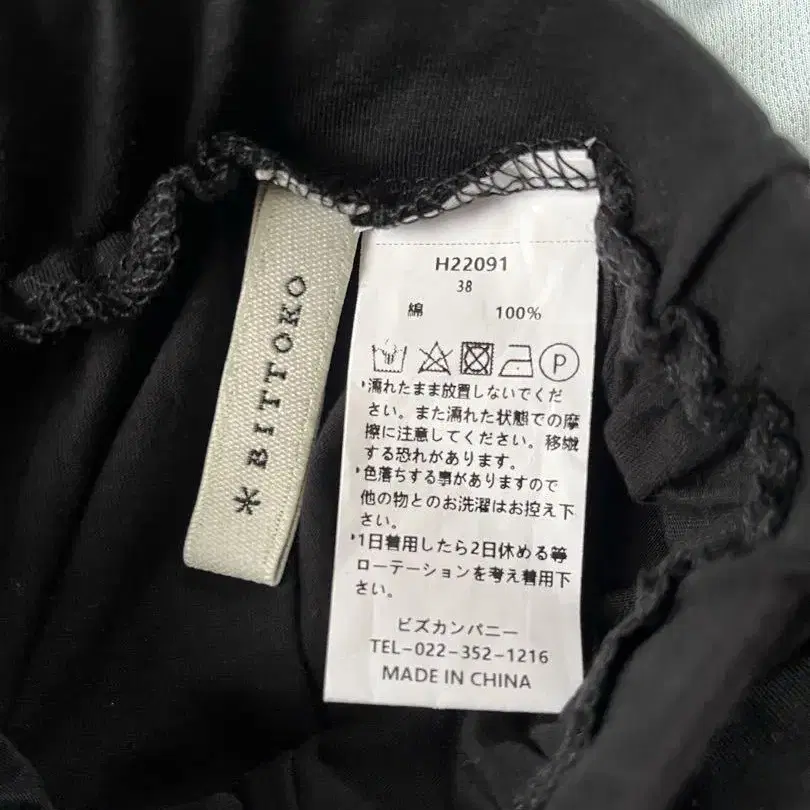 * BITTOKO
H22091
38
綿 100%
P
*濡れたまま放置しないでくだ
さい。また濡れた状態での摩
擦に注意してください。移繊
する恐れがあります。
*色落ちする事がありますので
他の物とのお洗濯はお控え下
さい。
*1日着用したら2日休める等
ローテーションを考え着用下
さい。
ビズカンパニー
TEL-022-352-1216
MADE IN CHINA